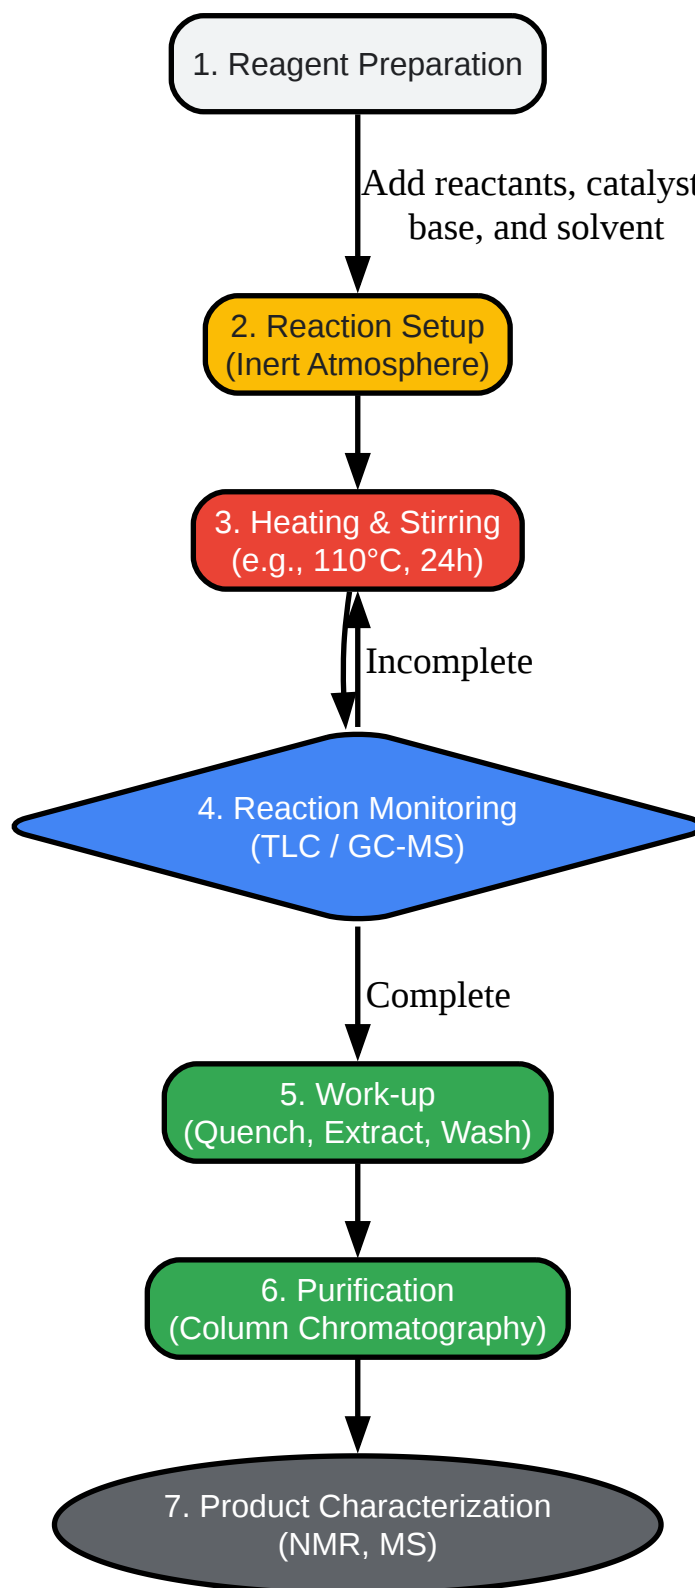 1. Reagent Preparation
Add reactants, catalyst
base, and solvent
2. Reaction Setup
(Inert Atmosphere)
3. Heating & Stirring
(e.g., 110°C, 24h)
Incomplete
4. Reaction Monitoring
(TLC / GC-MS)
Complete
5. Work-up
(Quench, Extract, Wash)
6. Purification
(Column Chromatography)
7. Product Characterization
(NMR, MS)